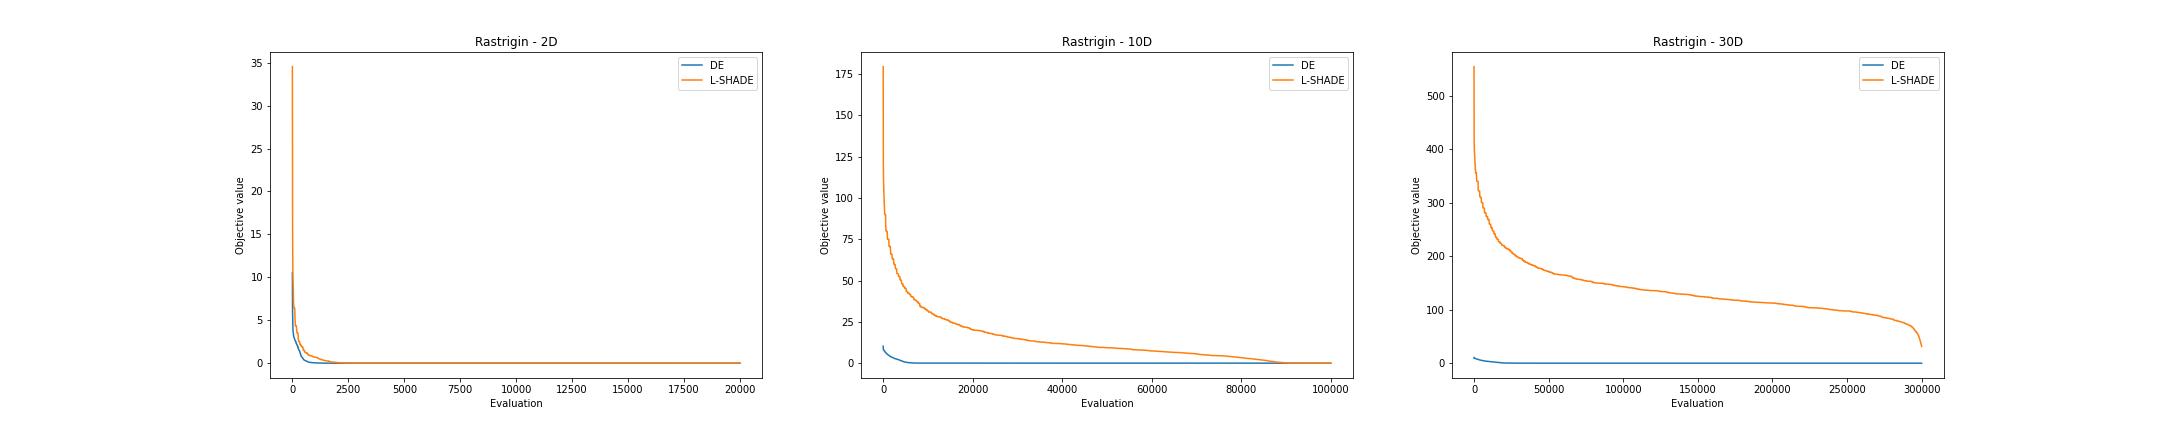 Rastrigin - 2D
35
30
25
20
15
10
5
0
Objective value
DE
L-SHADE
0 2500 5000 7500 10000 12500 15000 17500 20000
Evaluation
Rastrigin - 10D
175
150
125
100
75
50
25
0
Objective value
DE
L-SHADE
0 20000 40000 60000 80000 100000
Evaluation
Rastrigin - 30D
500
400
300
200
100
0
Objective value
DE
L-SHADE
0 50000 100000 150000 200000 250000 300000
Evaluation